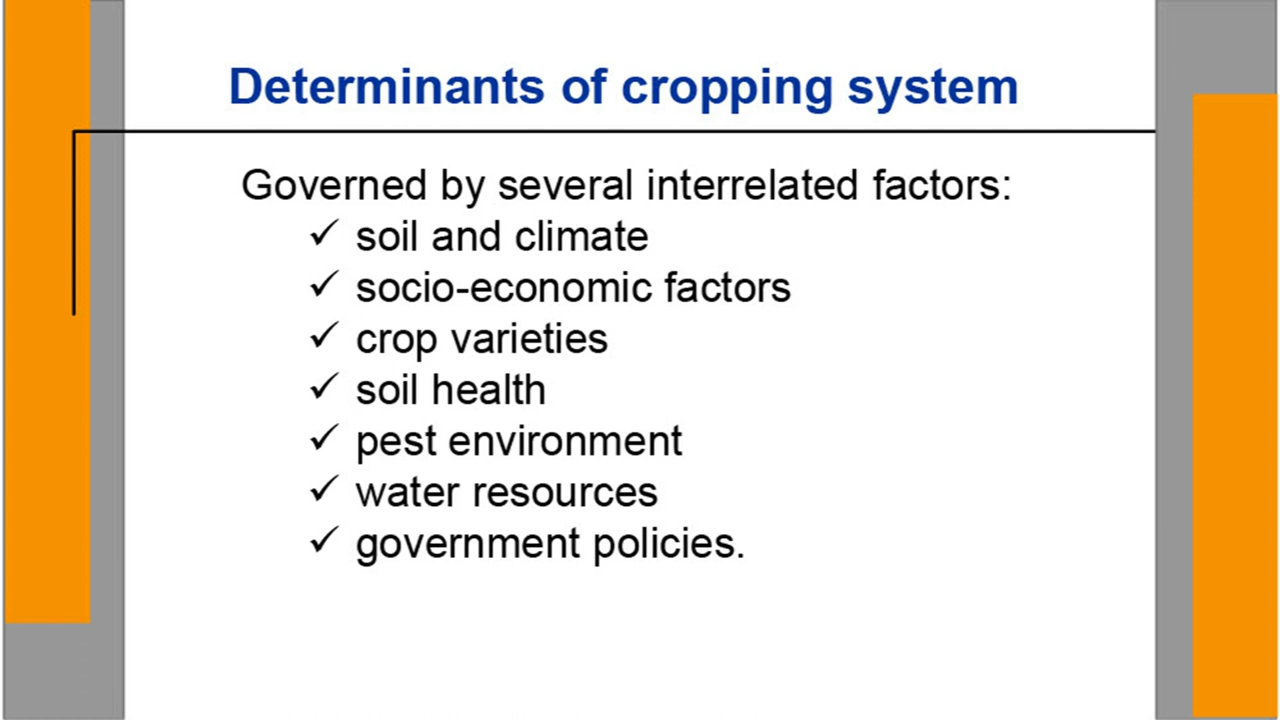 Determinants of cropping system
Governed by several interrelated factors:
✓ soil and climate
✓ socio-economic factors
✓ crop varieties
✓ soil health
✓ pest environment
✓ water resources
✓ government policies.